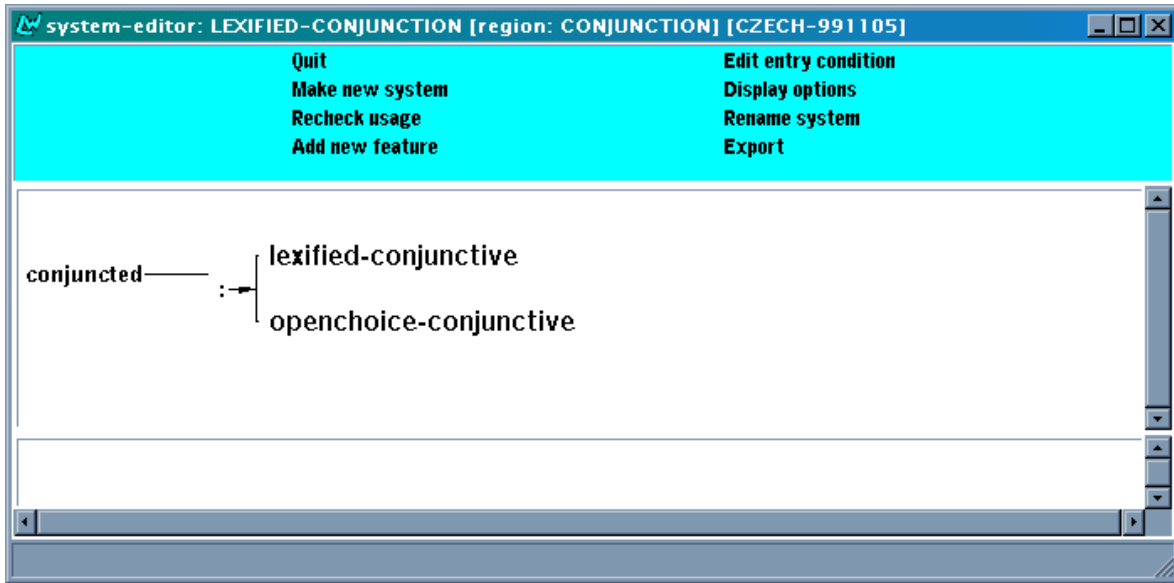 system-editor: LEXIFIED-CONJUNCTION [region: CONJUNCTION] [CZECH-991105]
Quit Edit entry condition
Make new system Display options
Recheck usage Rename system
Add new feature Export
lexified-conjunctive
conjuncted
:
openchoice-conjunctive